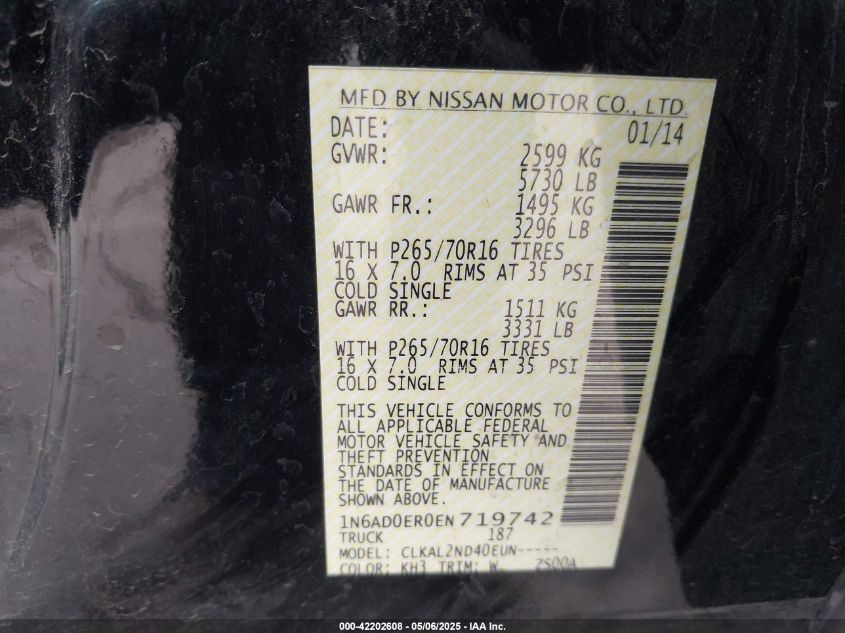 MFD BY NISSAN MOTOR CO., LTD.
DATE: 01/14
GVWR: 2599 KG
5730 LB
GAWR FR.: 1495 KG
3296 LB
WITH P265/70R16 TIRES
16 X 7.0 RIMS AT 35 PSI
COLD SINGLE
GAWR RR.: 1511 KG
3331 LB
WITH P265/70R16 TIRES
16 X 7.0 RIMS AT 35 PSI
COLD SINGLE
THIS VEHICLE CONFORMS TO
ALL APPLICABLE FEDERAL
MOTOR VEHICLE SAFETY AND
THEFT PREVENTION
STANDARDS IN EFFECT ON
THE DATE OF MANUFACTURE
SHOWN ABOVE.
1N6AD0ER0EN719742
TRUCK 187
MODEL: CLKAL2ND40EUN-----
COLOR: KH3 TRIM: W 2S00A
000-42202608 - 05/06/2025 - IAA Inc.